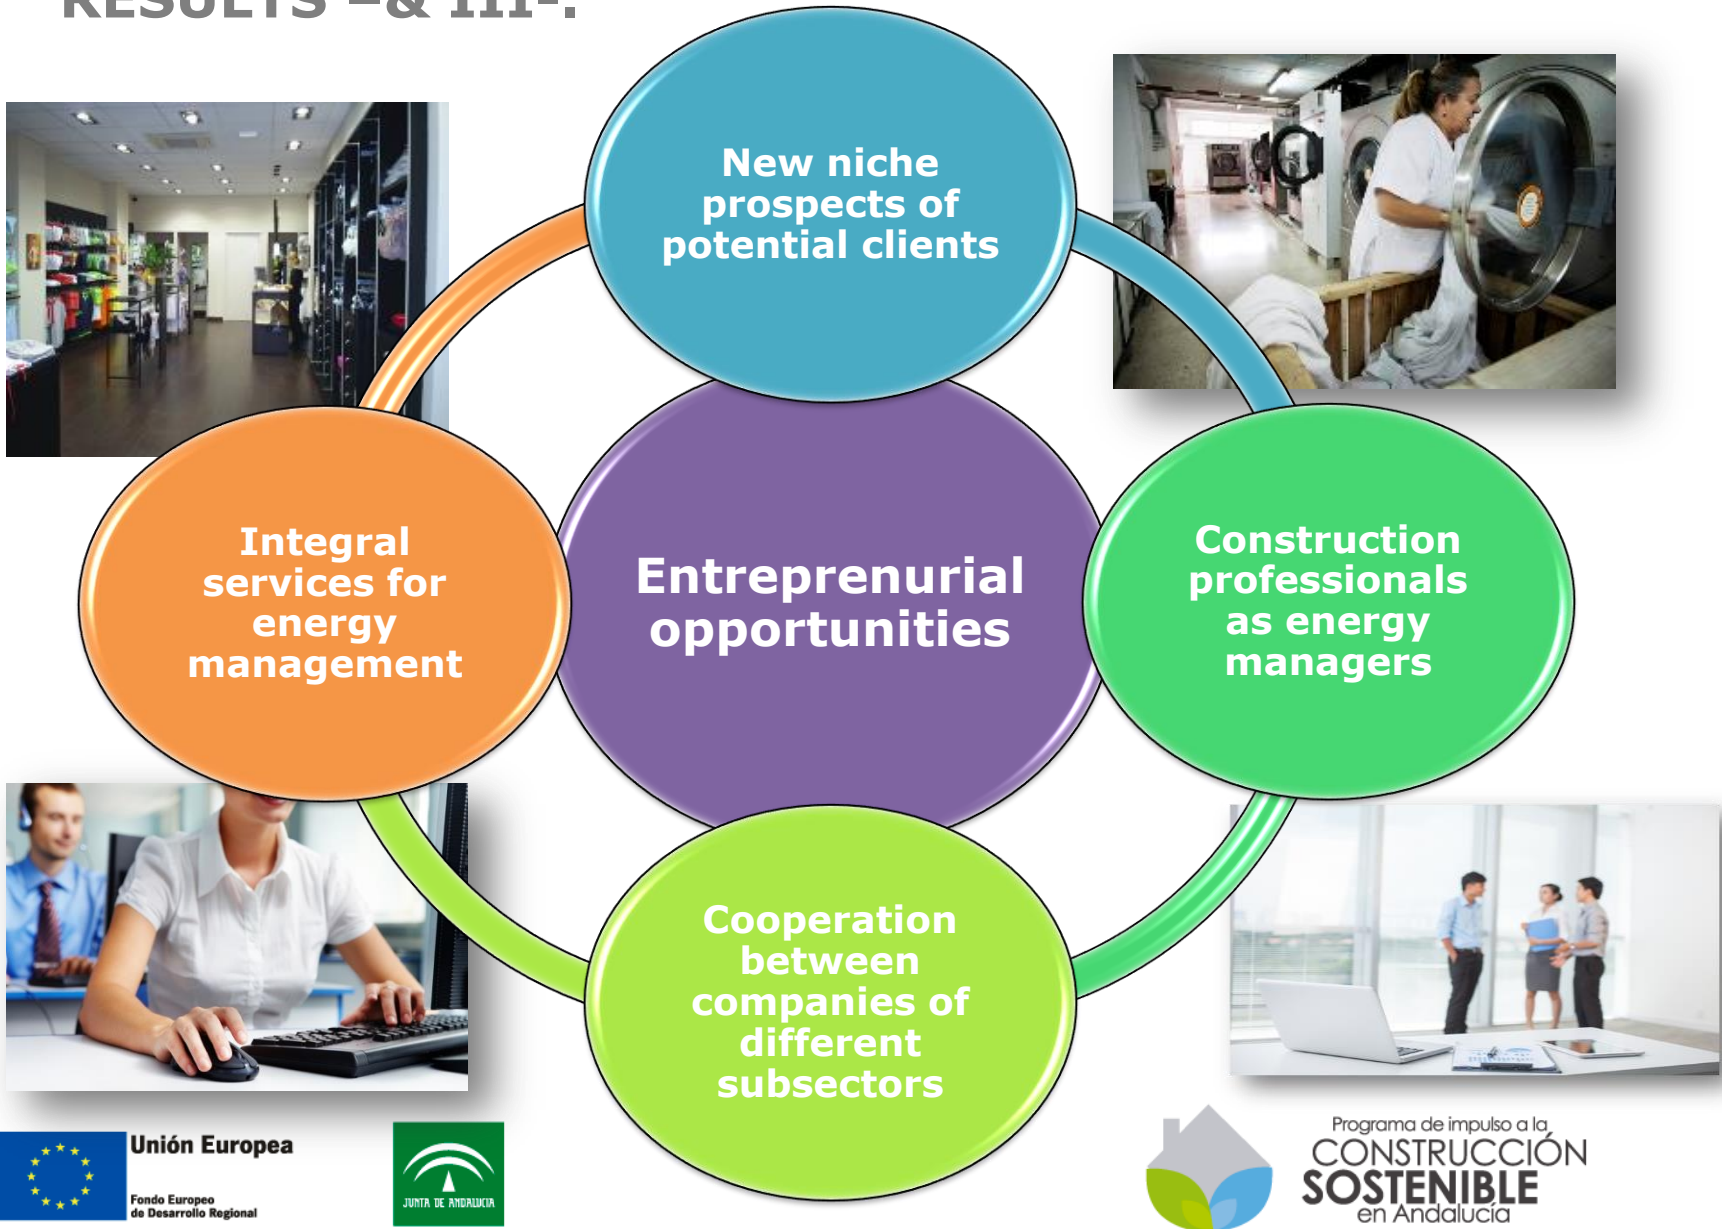 RESULTS –& III-.
New niche
prospects of
potential clients
Integral
services for
energy
management
Entreprenurial
opportunities
Construction
professionals
as energy
managers
Cooperation
between
companies of
different
subsectors
Unión Europea
Fondo Europeo
de Desarrollo Regional
JUNTA DE ANDALUCIA
Programa de impulso a la
CONSTRUCCIÓN
SOSTENIBLE
en Andalucía